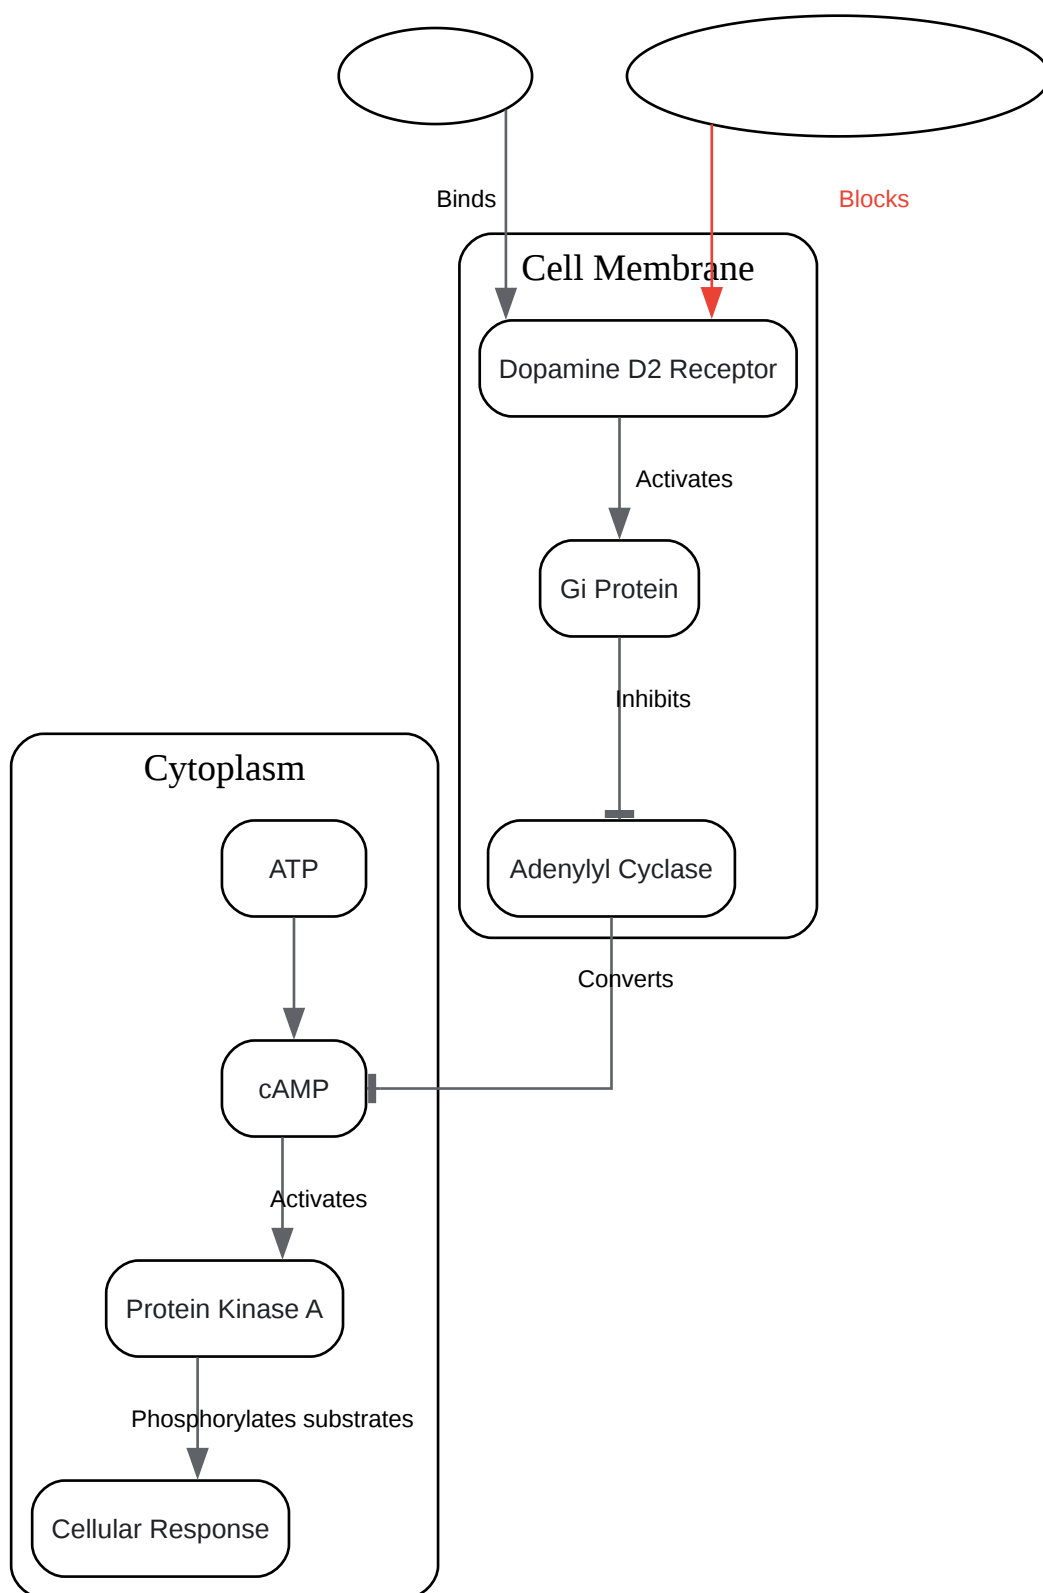 Binds
Blocks
Cell Membrane
Dopamine D2 Receptor
Activates
Gi Protein
Inhibits
Cytoplasm
ATP
Adenylyl Cyclase
Converts
cAMP
Activates
Protein Kinase A
Phosphorylates substrates
Cellular Response